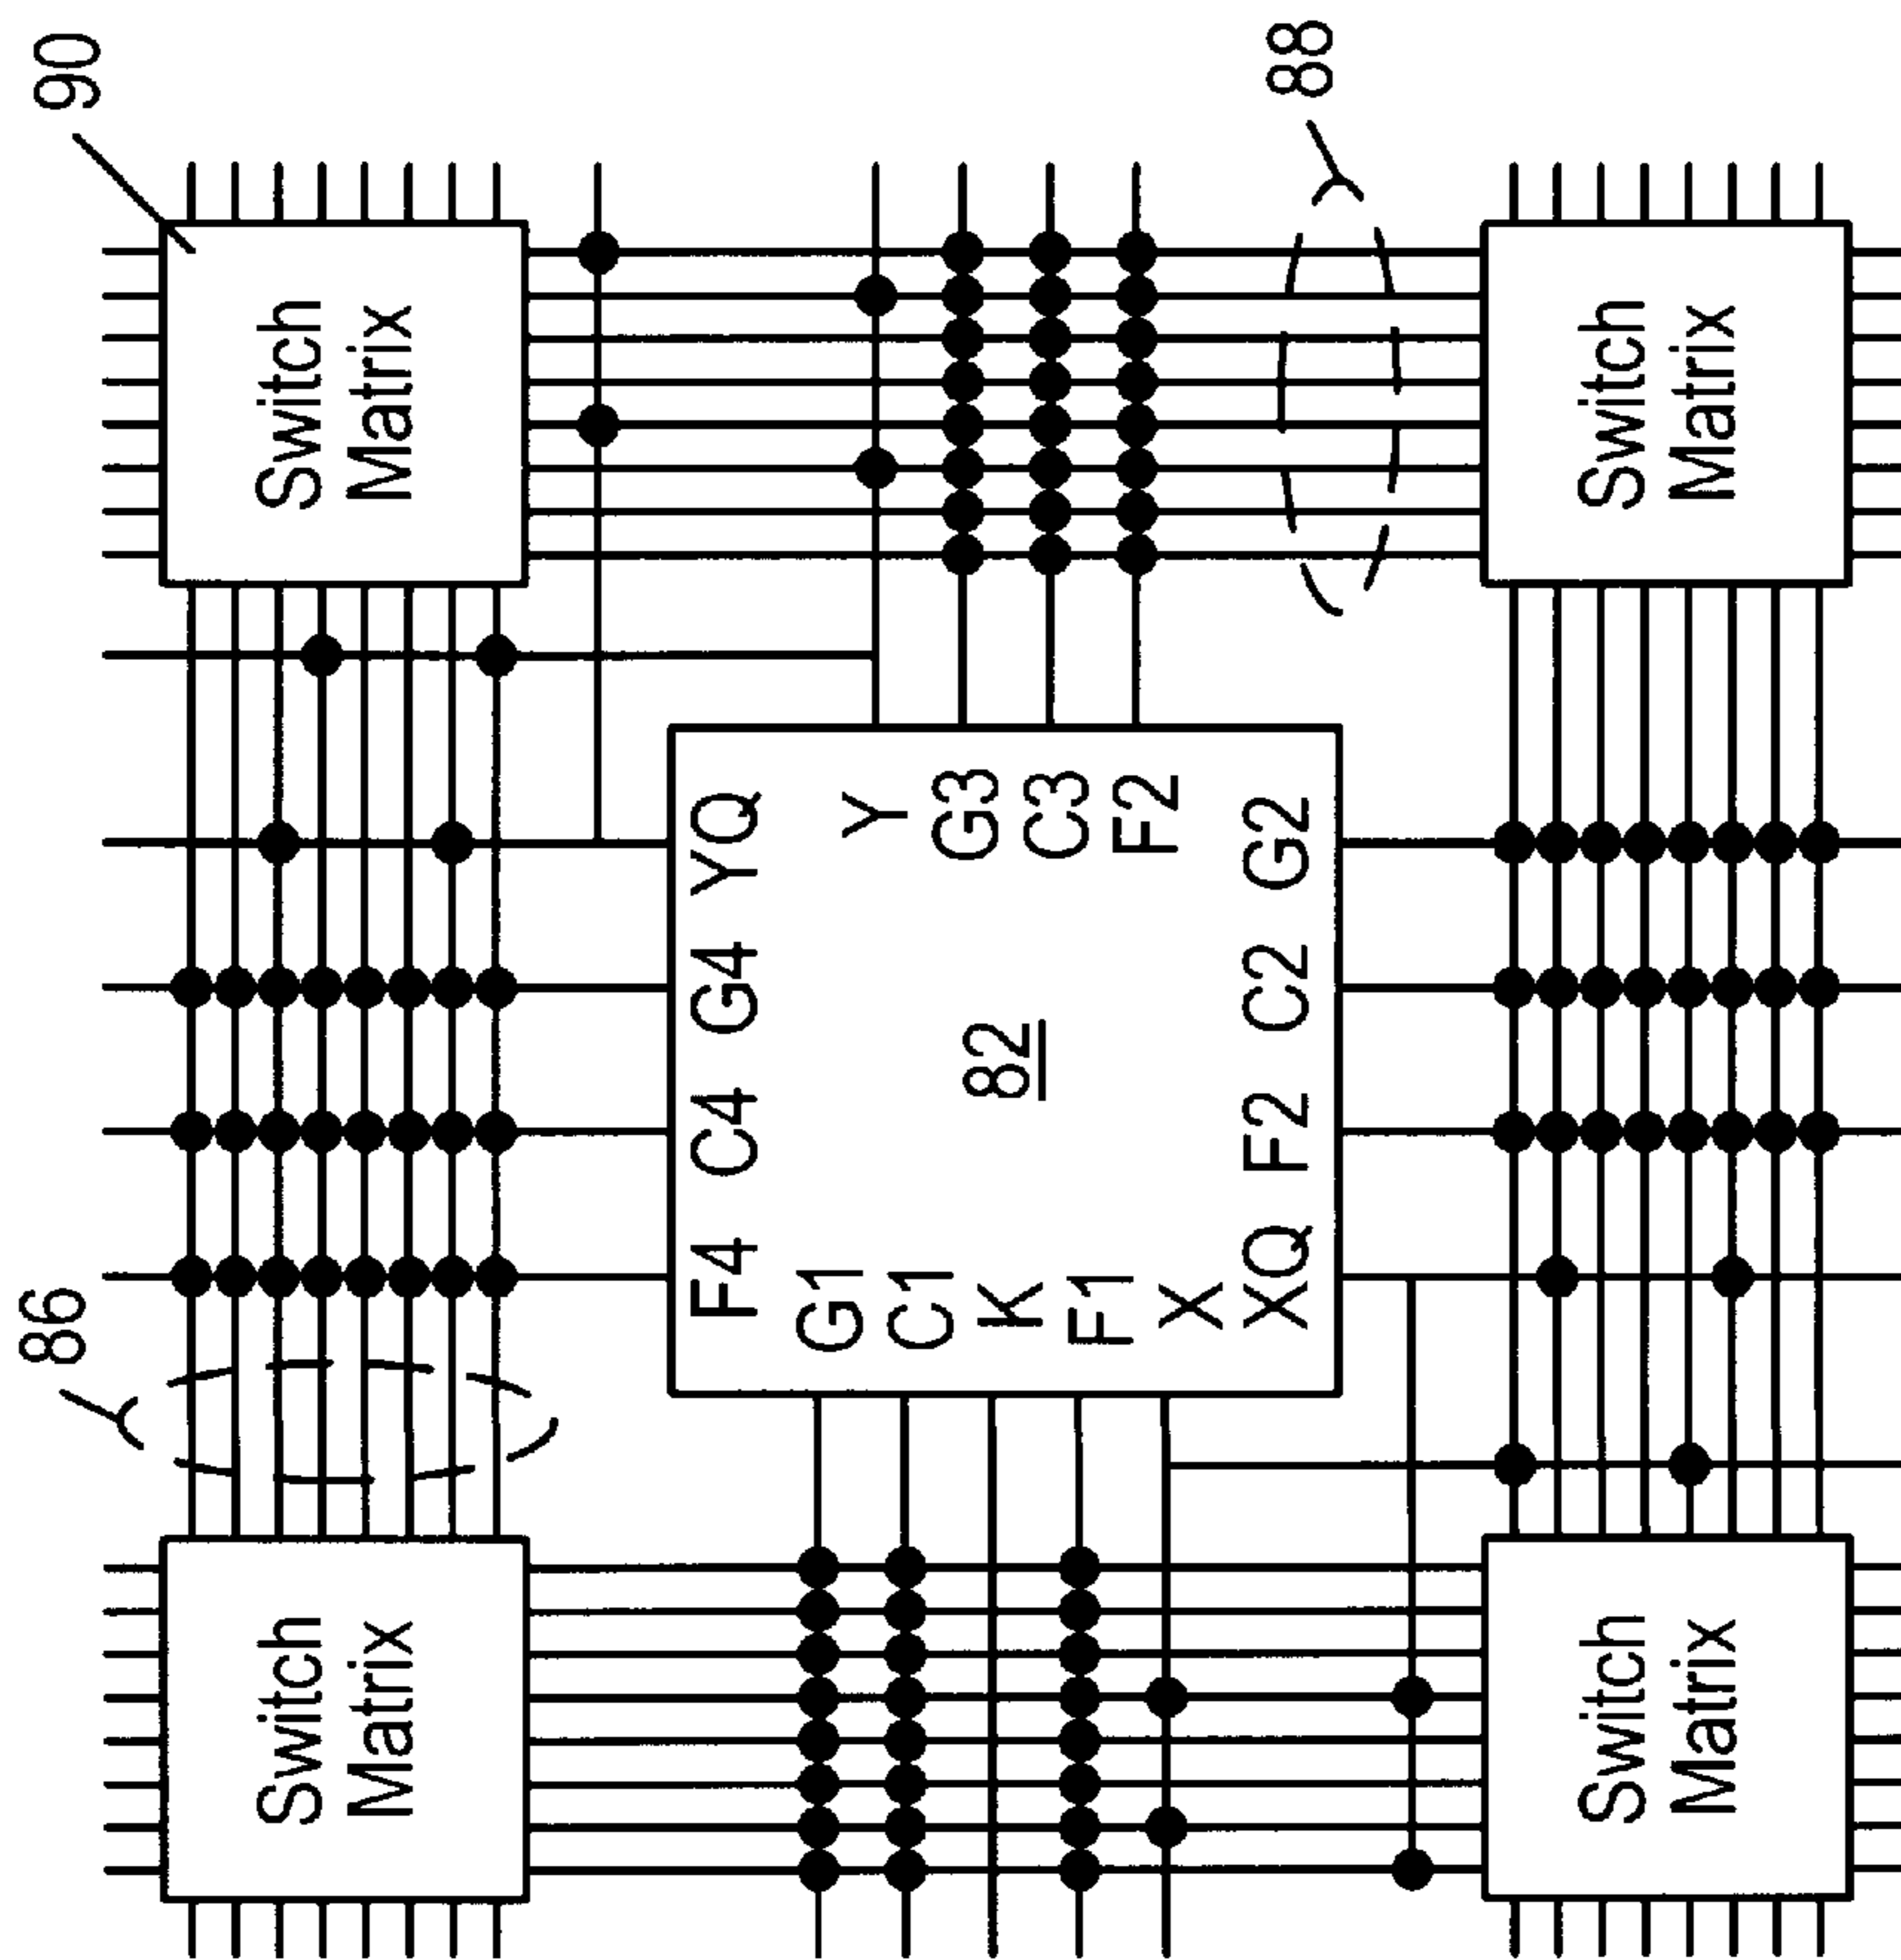 86
90
Switch
Matrix
Switch
Matrix
F4 C4 G4 YQ
G1
Y
C1
G3
K
82
C3
F1
F2
X
XQ F2 C2 G2
88
Switch
Matrix
Switch
Matrix